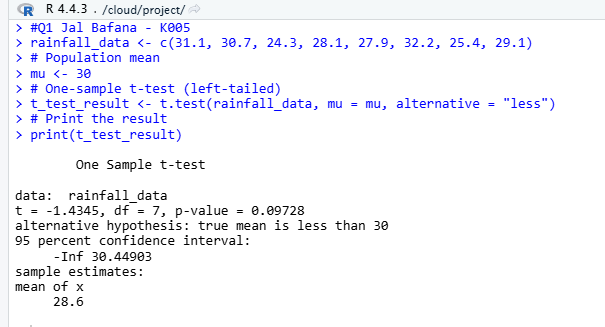 R 4.4.3 . /cloud/project/
> #Q1 Jal Bafana - K005
> rainfall_data <- c(31.1, 30.7, 24.3, 28.1, 27.9, 32.2, 25.4, 29.1)
> # Population mean
> mu <- 30
> # One-sample t-test (left-tailed)
> t_test_result <- t.test(rainfall_data, mu = mu, alternative = "less")
> # Print the result
> print(t_test_result)
One Sample t-test
data:  rainfall_data
t = -1.4345, df = 7, p-value = 0.09728
alternative hypothesis: true mean is less than 30
95 percent confidence interval:
-Inf 30.44903
sample estimates:
mean of x
28.6